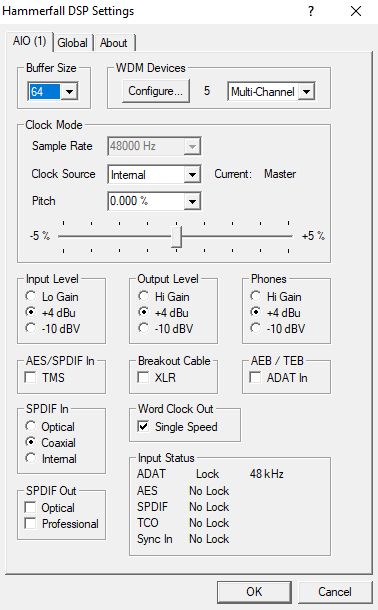 Hammerfall DSP Settings ? ×
AIO (1) Global About
Buffer Size
64
WDM Devices
Configure... 5 Multi-Channel
Clock Mode
Sample Rate 48000 Hz
Clock Source Internal Current: Master
Pitch 0.000 %
-5 % +5 %
Input Level
Lo Gain
+4 dBu
-10 dBV
Output Level
Hi Gain
+4 dBu
-10 dBV
Phones
Hi Gain
+4 dBu
-10 dBV
AES/SPDIF In
TMS
Breakout Cable
XLR
AEB / TEB
ADAT In
SPDIF In
Optical
Coaxial
Internal
Word Clock Out
Single Speed
SPDIF Out
Optical
Professional
Input Status
ADAT Lock 48 kHz
AES No Lock
SPDIF No Lock
TCO No Lock
Sync In No Lock
OK Cancel